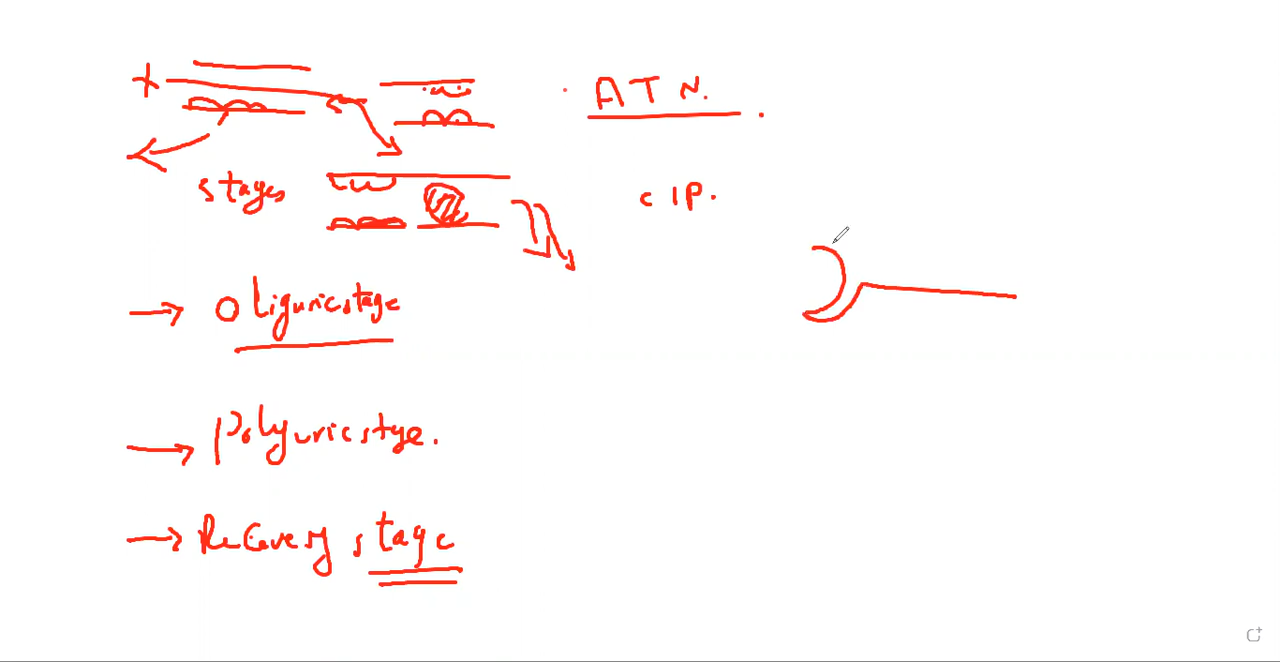 ATN.
stages
CIP.
Oliguric stage
Polyuric stage.
Recovery stage